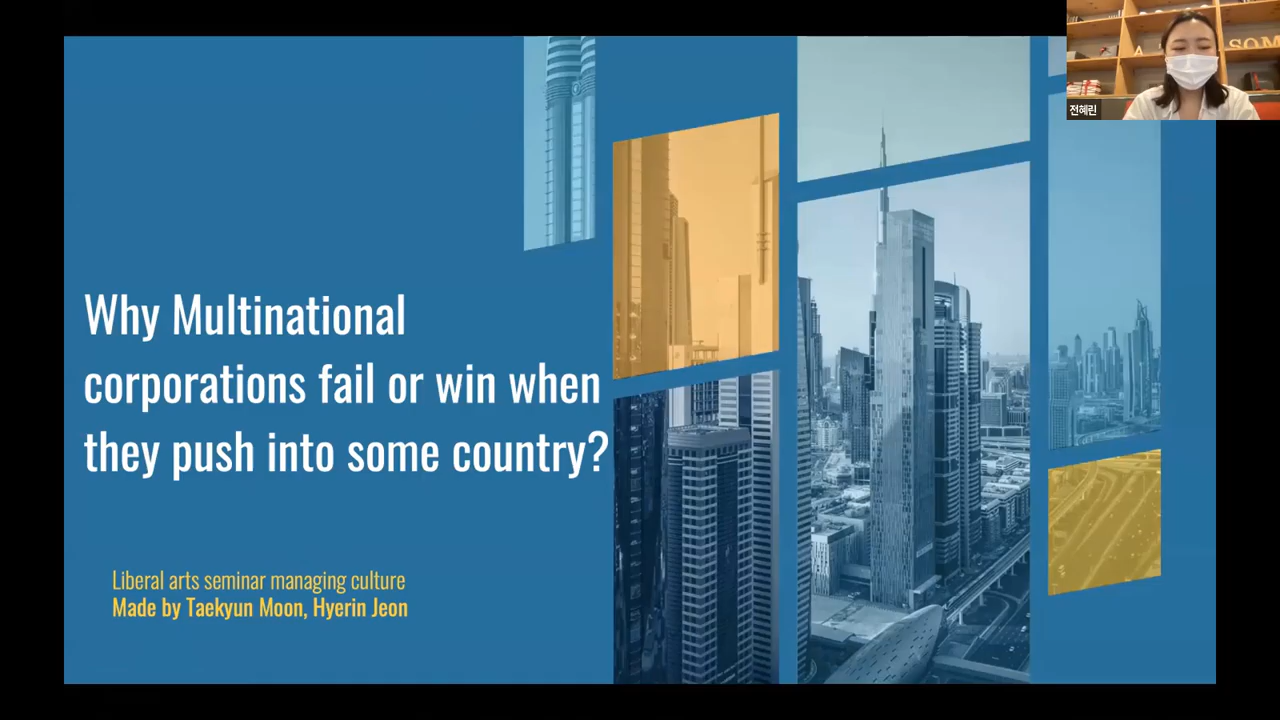 Why Multinational
corporations fail or win when
they push into some country?
Liberal arts seminar managing culture
Made by Taekyun Moon, Hyerin Jeon
전혜린